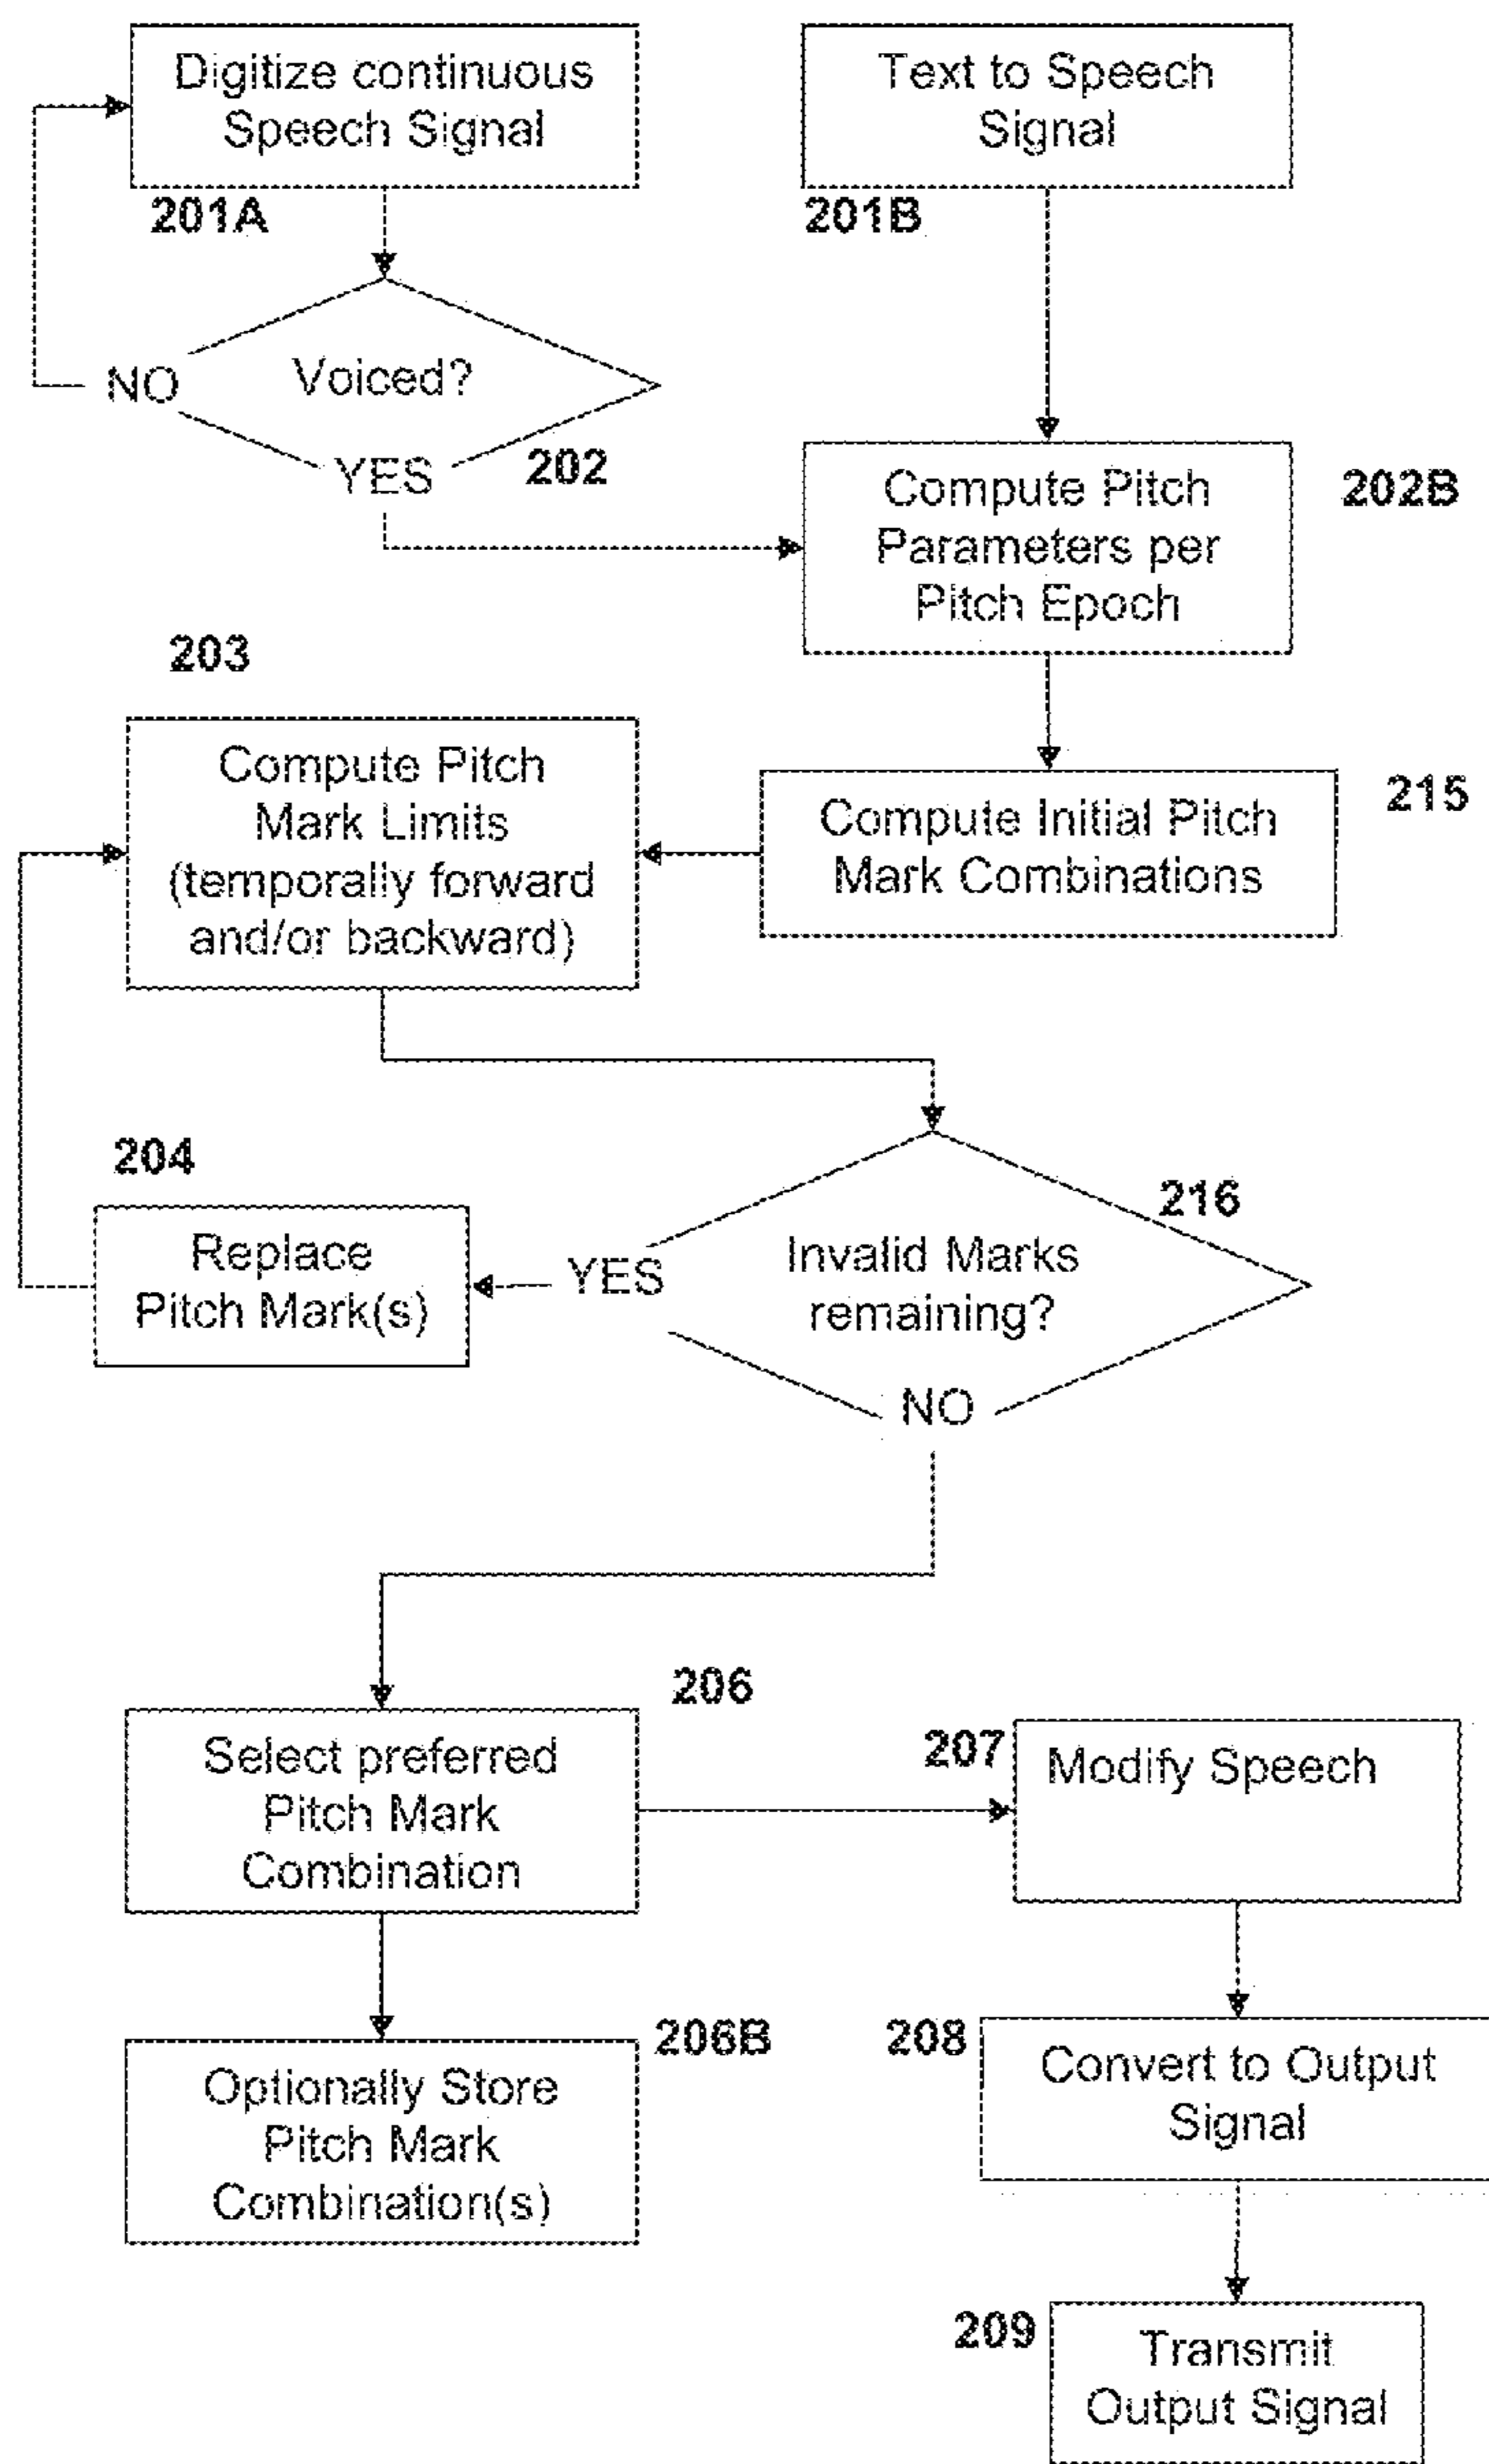 Digitize continuous
Speech Signal
201A
Text to Speech
Signal
201B
Voiced?
NO
YES
202
Compute Pitch
Parameters per
Pitch Epoch
202B
203
Compute Pitch
Mark Limits
(temporally forward
and/or backward)
Compute Initial Pitch
Mark Combinations
215
204
Replace
Pitch Mark(s)
216
Invalid Marks
remaining?
YES
NO
206
Select preferred
Pitch Mark
Combination
207
Modify Speech
206B
Optionally Store
Pitch Mark
Combination(s)
208
Convert to Output
Signal
209
Transmit
Output Signal